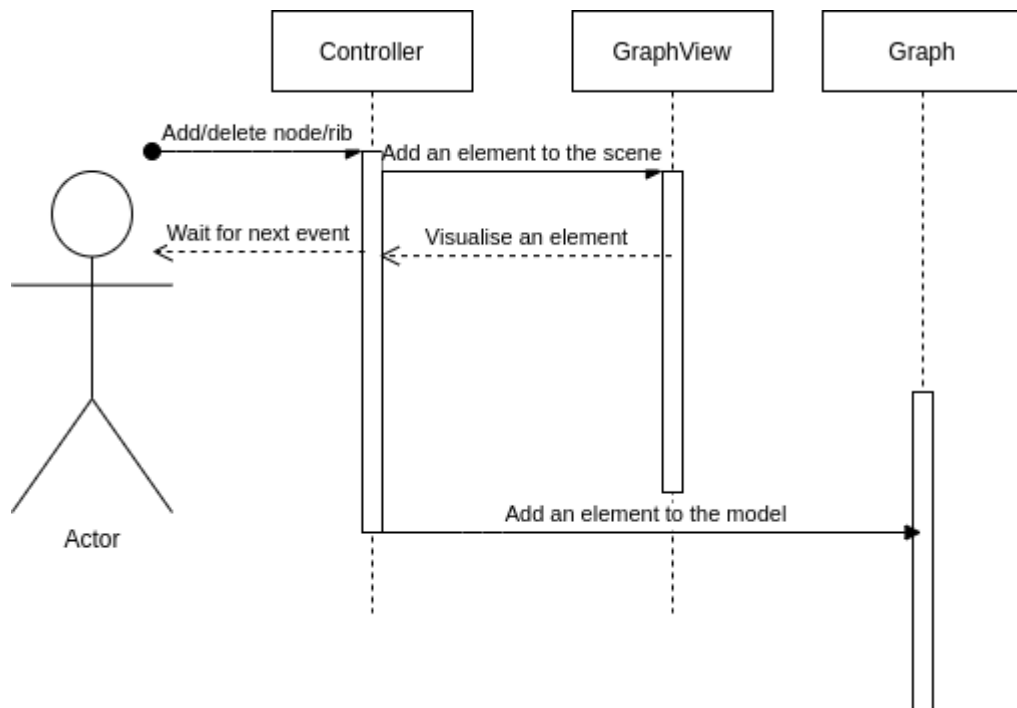 Controller
GraphView
Graph
Add/delete node/rib
Add an element to the scene
Wait for next event
Visualise an element
Add an element to the model
Actor